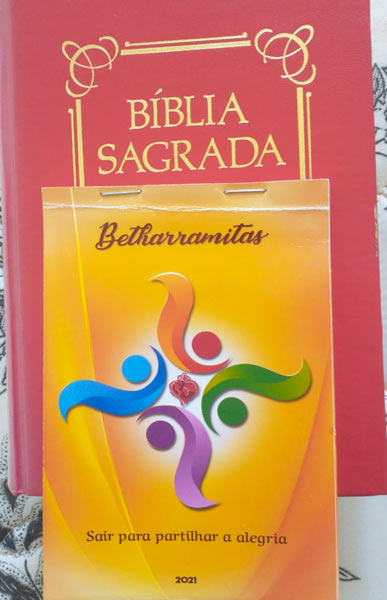 BÍBLIA
SAGRADA
Betharramitas
Sair para partilhar a alegria
2021